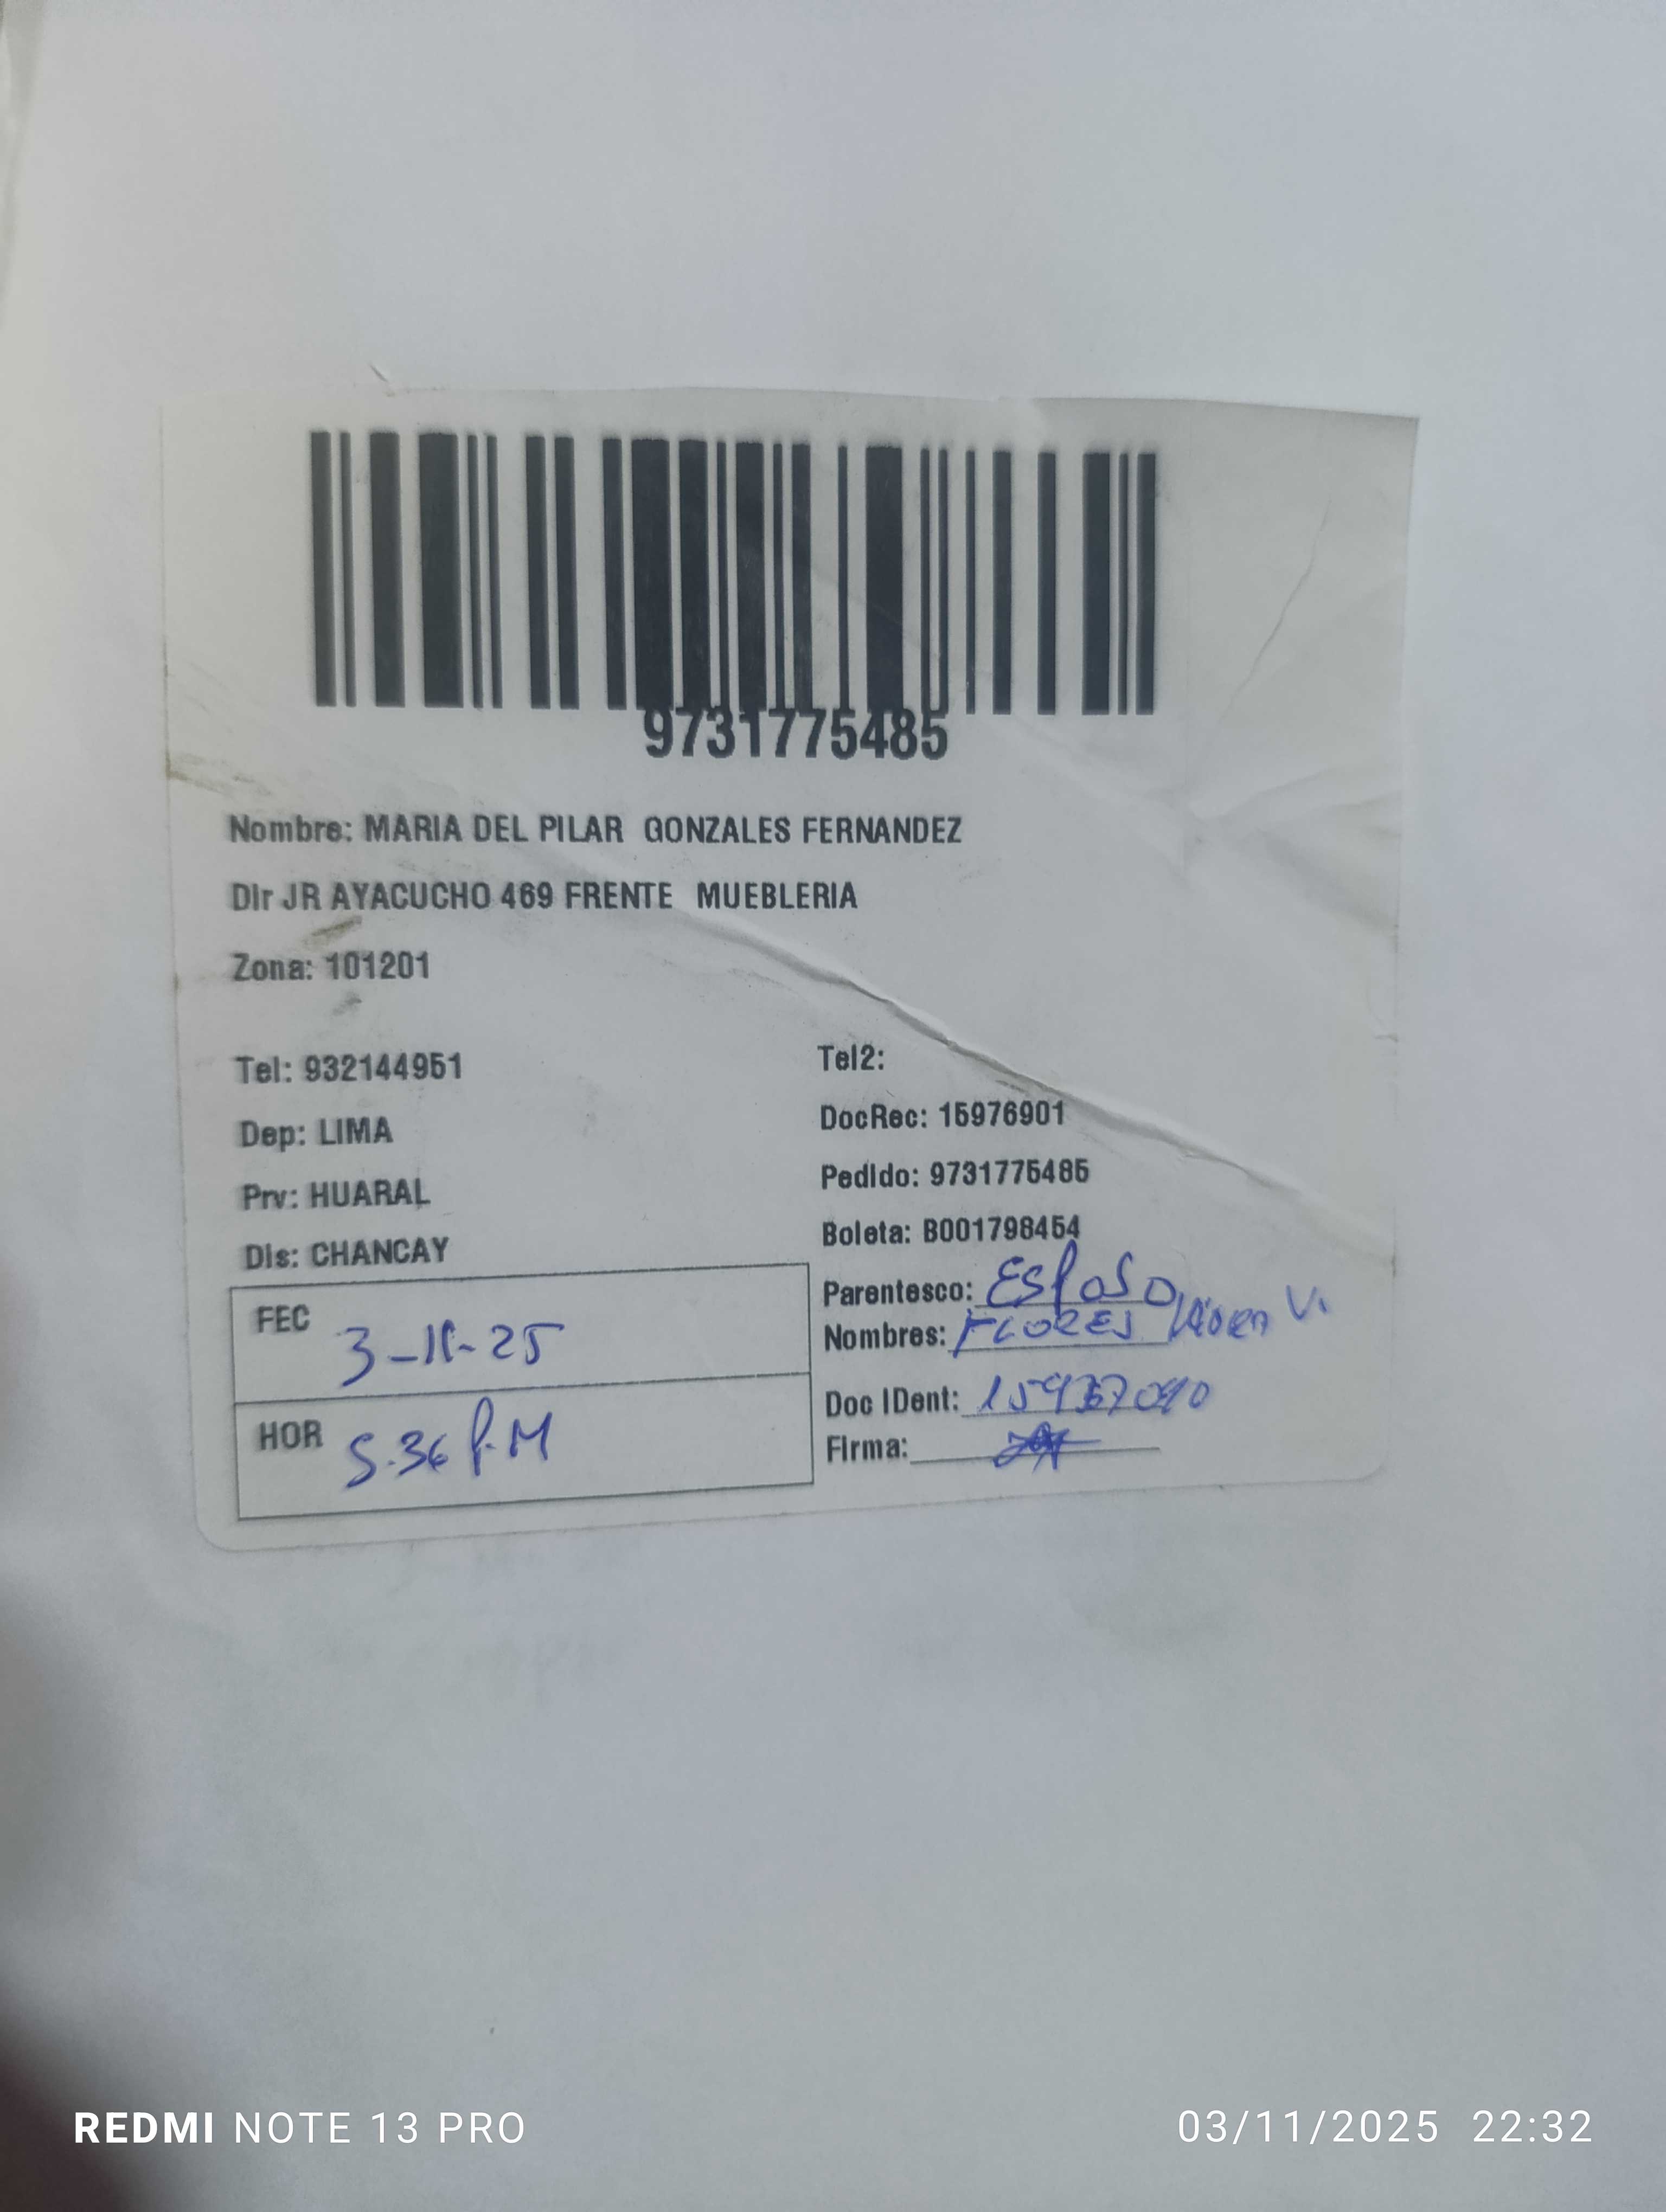 9731775485
Nombre: MARIA DEL PILAR GONZALES FERNANDEZ
Dir JR AYACUCHO 469 FRENTE MUEBLERIA
Zona: 101201
Tel: 932144951
Dep: LIMA
Prv: HUARAL
Dis: CHANCAY
Tel2:
DocRec: 15976901
Pedido: 9731775485
Boleta: B001798454
Parentesco: ESPOSO
Nombres: FLORES V.
Doc IDent:
Firma:
FEC 3-11-25
HOR 5.36 P.M
REDMI NOTE 13 PRO
03/11/2025 22:32